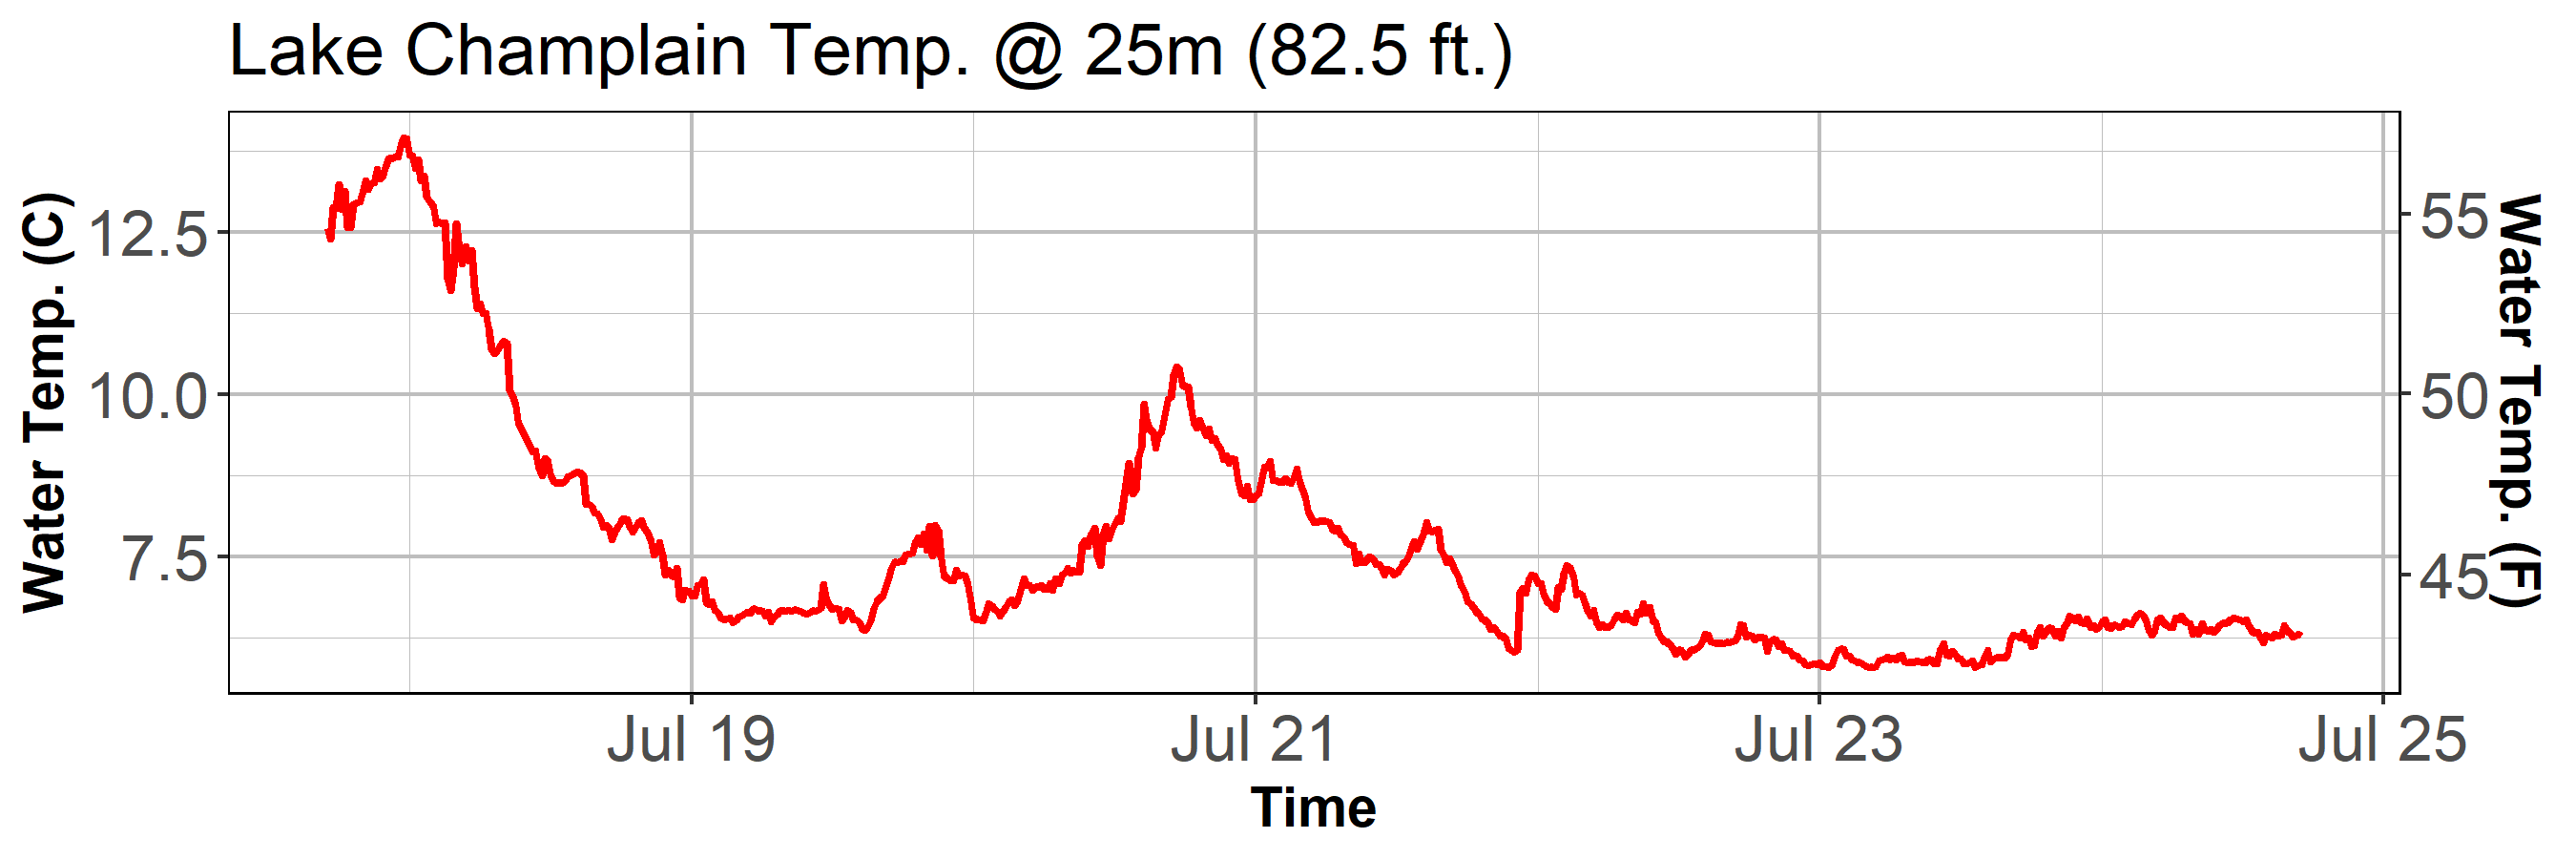 Lake Champlain Temp. @ 25m (82.5 ft.)
Water Temp. (C)
12.5
10.0
7.5
55
50
45
Water Temp. (F)
Jul 19
Jul 21
Jul 23
Jul 25
Time